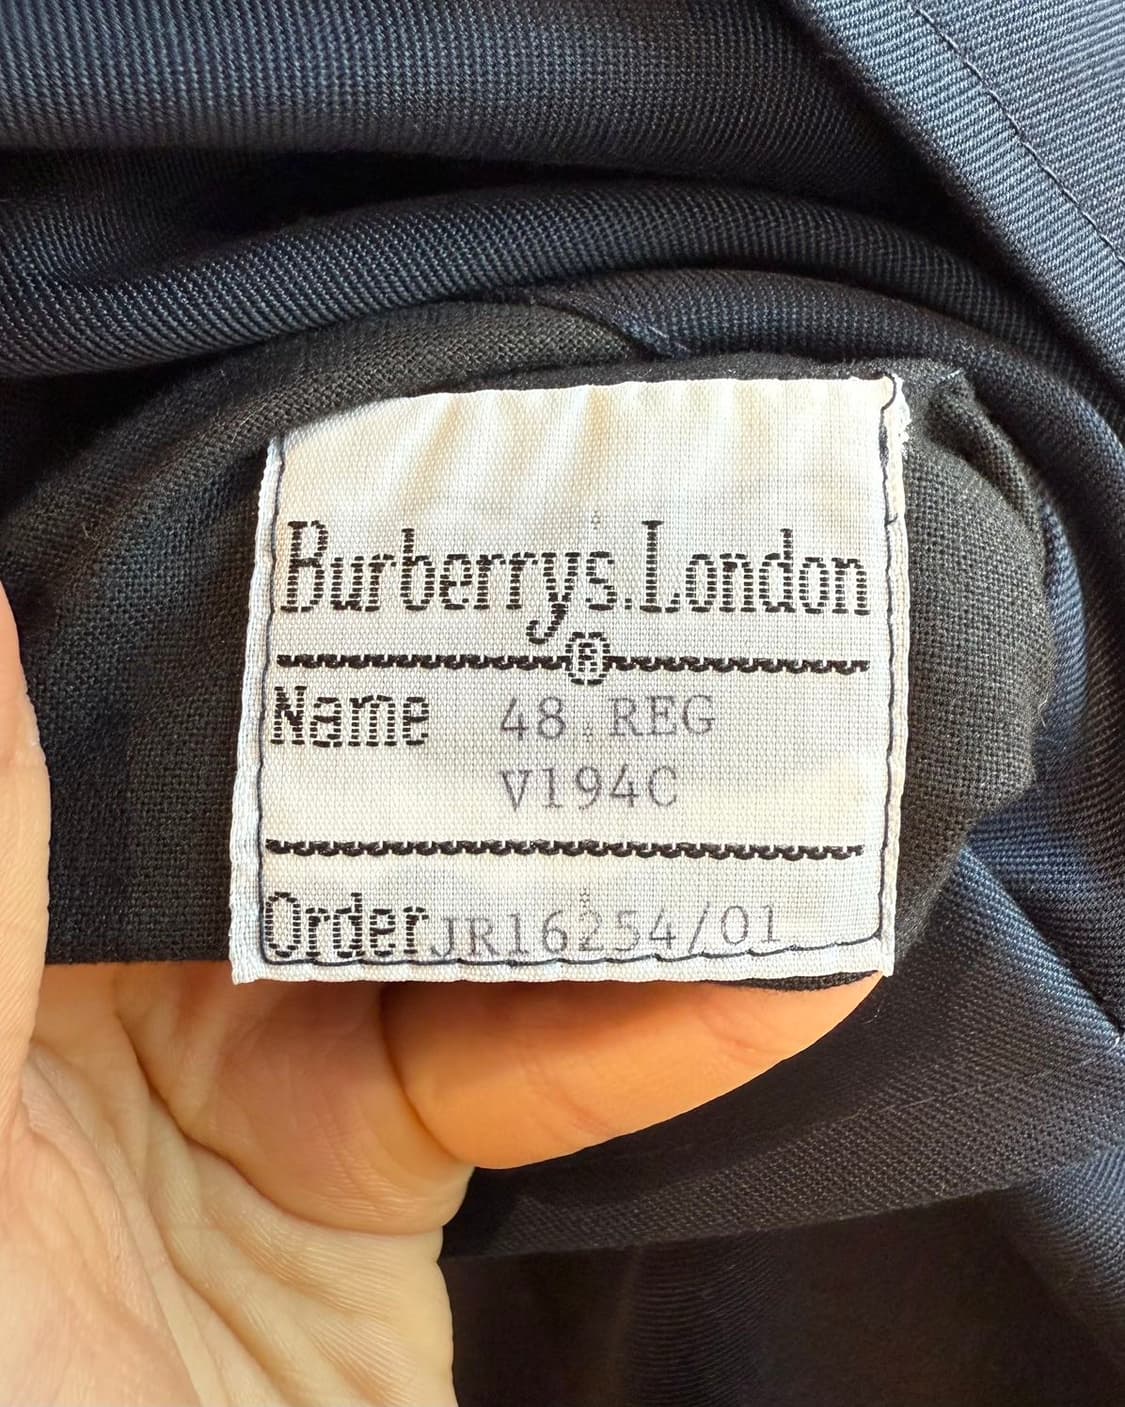 Burberrys.London
®
Name 48.REG
V194C
Order JR16254/01